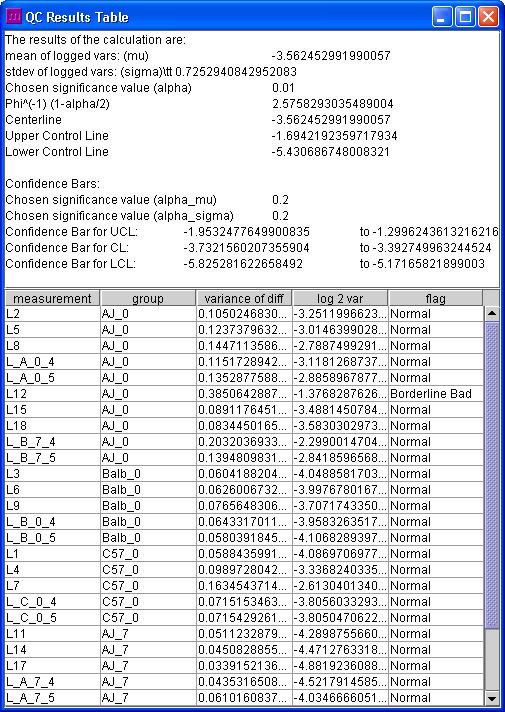 QC Results Table
The results of the calculation are:
mean of logged vars: (mu) -3.562452991990057
stdev of logged vars: (sigma)\tt 0.7252940842952083
Chosen significance value (alpha) 0.01
Phi^(-1) (1-alpha/2) 2.5758293035489004
Centerline -3.562452991990057
Upper Control Line -1.6942192359717934
Lower Control Line -5.430686748008321
Confidence Bars:
Chosen significance value (alpha_mu) 0.2
Chosen significance value (alpha_sigma) 0.2
Confidence Bar for UCL: -1.9532477649900835 to -1.2996243613216216
Confidence Bar for CL: -3.7321560207355904 to -3.392749963244524
Confidence Bar for LCL: -5.825281622658492 to -5.17165821899003
measurement group variance of diff log 2 var flag
L2 AJ_0 0.1050246830... -3.2511996623... Normal
L5 AJ_0 0.1237379632... -3.0146399028... Normal
L8 AJ_0 0.1447113586... -2.7887499291... Normal
L_A_0_4 AJ_0 0.1151728942... -3.1181268737... Normal
L_A_0_5 AJ_0 0.1352877588... -2.8858967877... Normal
L12 AJ_0 0.3850642887... -1.3768287626... Borderline Bad
L15 AJ_0 0.0891176451... -3.4881450784... Normal
L18 AJ_0 0.0834450165... -3.5830302973... Normal
L_B_7_4 AJ_0 0.2032036933... -2.2990014704... Normal
L_B_7_5 AJ_0 0.1394809831... -2.8418596568... Normal
L3 Balb_0 0.0604188204... -4.0488581703... Normal
L6 Balb_0 0.0626006732... -3.9976780167... Normal
L9 Balb_0 0.0765648306... -3.7071743350... Normal
L_B_0_4 Balb_0 0.0643317011... -3.9583263517... Normal
L_B_0_5 Balb_0 0.0580391845... -4.1068289397... Normal
L1 C57_0 0.0588435991... -4.0869706977... Normal
L4 C57_0 0.0989728042... -3.3368240335... Normal
L7 C57_0 0.1634543714... -2.6130401340... Normal
L_C_0_4 C57_0 0.0715153463... -3.8056033293... Normal
L_C_0_5 C57_0 0.0715429261... -3.8050470622... Normal
L11 AJ_7 0.0511232879... -4.2898755660... Normal
L14 AJ_7 0.0450828855... -4.4712763318... Normal
L17 AJ_7 0.0339152136... -4.8819236088... Normal
L_A_7_4 AJ_7 0.0435316508... -4.5217914585... Normal
L_A_7_5 AJ_7 0.0610160837... -4.0346666051... Normal